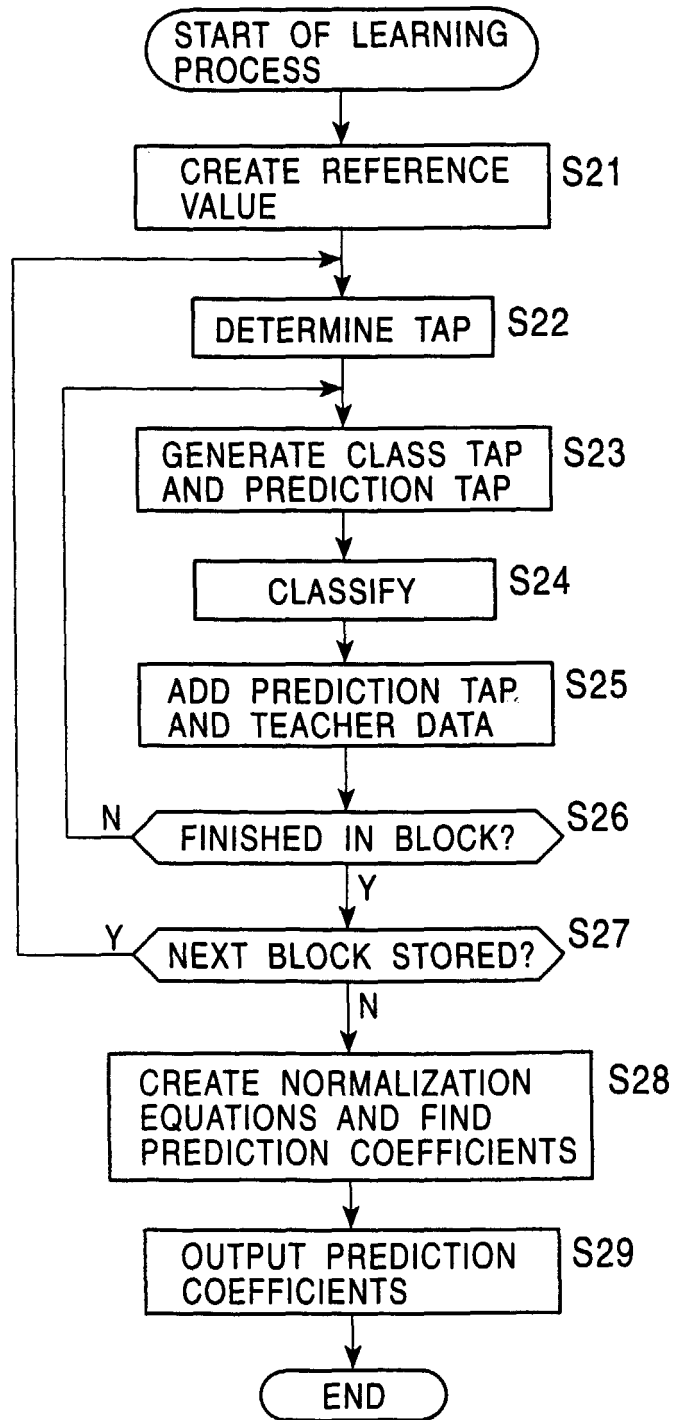 START OF LEARNING
PROCESS
CREATE REFERENCE
VALUE
S21
DETERMINE TAP
S22
GENERATE CLASS TAP
AND PREDICTION TAP
S23
CLASSIFY
S24
ADD PREDICTION TAP
AND TEACHER DATA
S25
N
FINISHED IN BLOCK?
S26
Y
Y
NEXT BLOCK STORED?
S27
N
CREATE NORMALIZATION
EQUATIONS AND FIND
PREDICTION COEFFICIENTS
S28
OUTPUT PREDICTION
COEFFICIENTS
S29
END